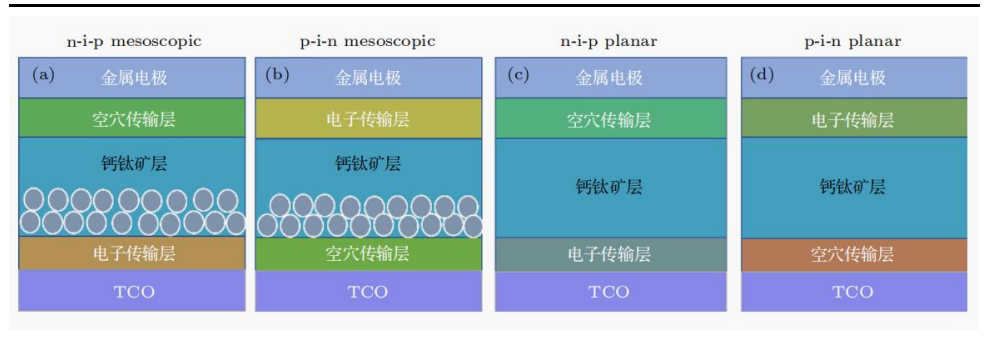 n-i-p mesoscopic
p-i-n mesoscopic
n-i-p planar
p-i-n planar
(a)
金属电极
空穴传输层
钙钛矿层
电子传输层
TCO
(b)
金属电极
电子传输层
钙钛矿层
空穴传输层
TCO
(c)
金属电极
空穴传输层
钙钛矿层
电子传输层
TCO
(d)
金属电极
电子传输层
钙钛矿层
空穴传输层
TCO